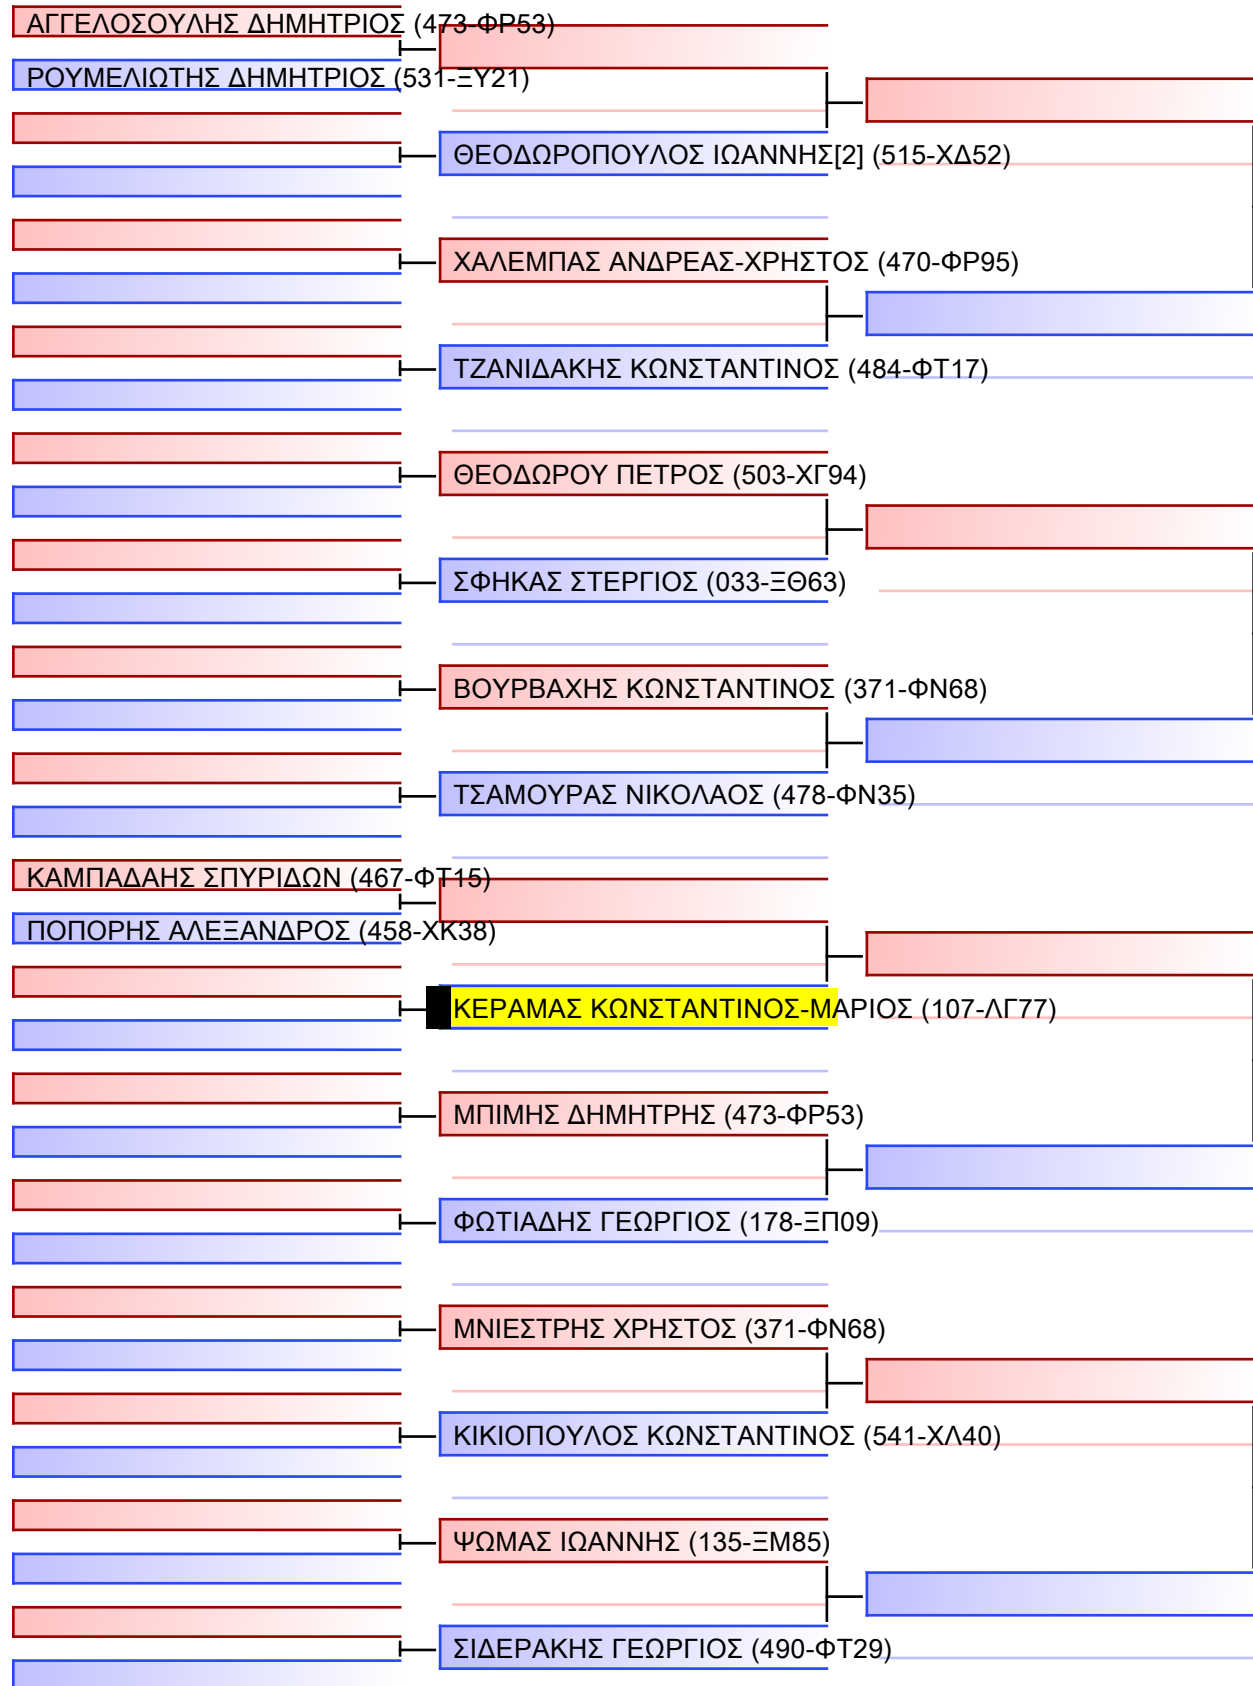 ΑΓΓΕΛΟΣΟΥΛΗΣ ΔΗΜΗΤΡΙΟΣ (473-ΦΡ53)
ΡΟΥΜΕΛΙΩΤΗΣ ΔΗΜΗΤΡΙΟΣ (531-ΞΥ21)
ΘΕΟΔΩΡΟΠΟΥΛΟΣ ΙΩΑΝΝΗΣ[2] (515-ΧΔ52)
ΧΑΛΕΜΠΑΣ ΑΝΔΡΕΑΣ-ΧΡΗΣΤΟΣ (470-ΦΡ95)
ΤΖΑΝΙΔΑΚΗΣ ΚΩΝΣΤΑΝΤΙΝΟΣ (484-ΦΤ17)
ΘΕΟΔΩΡΟΥ ΠΕΤΡΟΣ (503-ΧΓ94)
ΣΦΗΚΑΣ ΣΤΕΡΓΙΟΣ (033-ΞΘ63)
ΒΟΥΡΒΑΧΗΣ ΚΩΝΣΤΑΝΤΙΝΟΣ (371-ΦΝ68)
ΤΣΑΜΟΥΡΑΣ ΝΙΚΟΛΑΟΣ (478-ΦΝ35)
ΚΑΜΠΑΔΑΗΣ ΣΠΥΡΙΔΩΝ (467-ΦΤ15)
ΠΟΠΟΡΗΣ ΑΛΕΞΑΝΔΡΟΣ (458-ΧΚ38)
ΚΕΡΑΜΑΣ ΚΩΝΣΤΑΝΤΙΝΟΣ-ΜΑΡΙΟΣ (107-ΛΓ77)
ΜΠΙΜΗΣ ΔΗΜΗΤΡΗΣ (473-ΦΡ53)
ΦΩΤΙΑΔΗΣ ΓΕΩΡΓΙΟΣ (178-ΞΠ09)
ΜΝΙΕΣΤΡΗΣ ΧΡΗΣΤΟΣ (371-ΦΝ68)
ΚΙΚΙΟΠΟΥΛΟΣ ΚΩΝΣΤΑΝΤΙΝΟΣ (541-ΧΛ40)
ΨΩΜΑΣ ΙΩΑΝΝΗΣ (135-ΞΜ85)
ΣΙΔΕΡΑΚΗΣ ΓΕΩΡΓΙΟΣ (490-ΦΤ29)